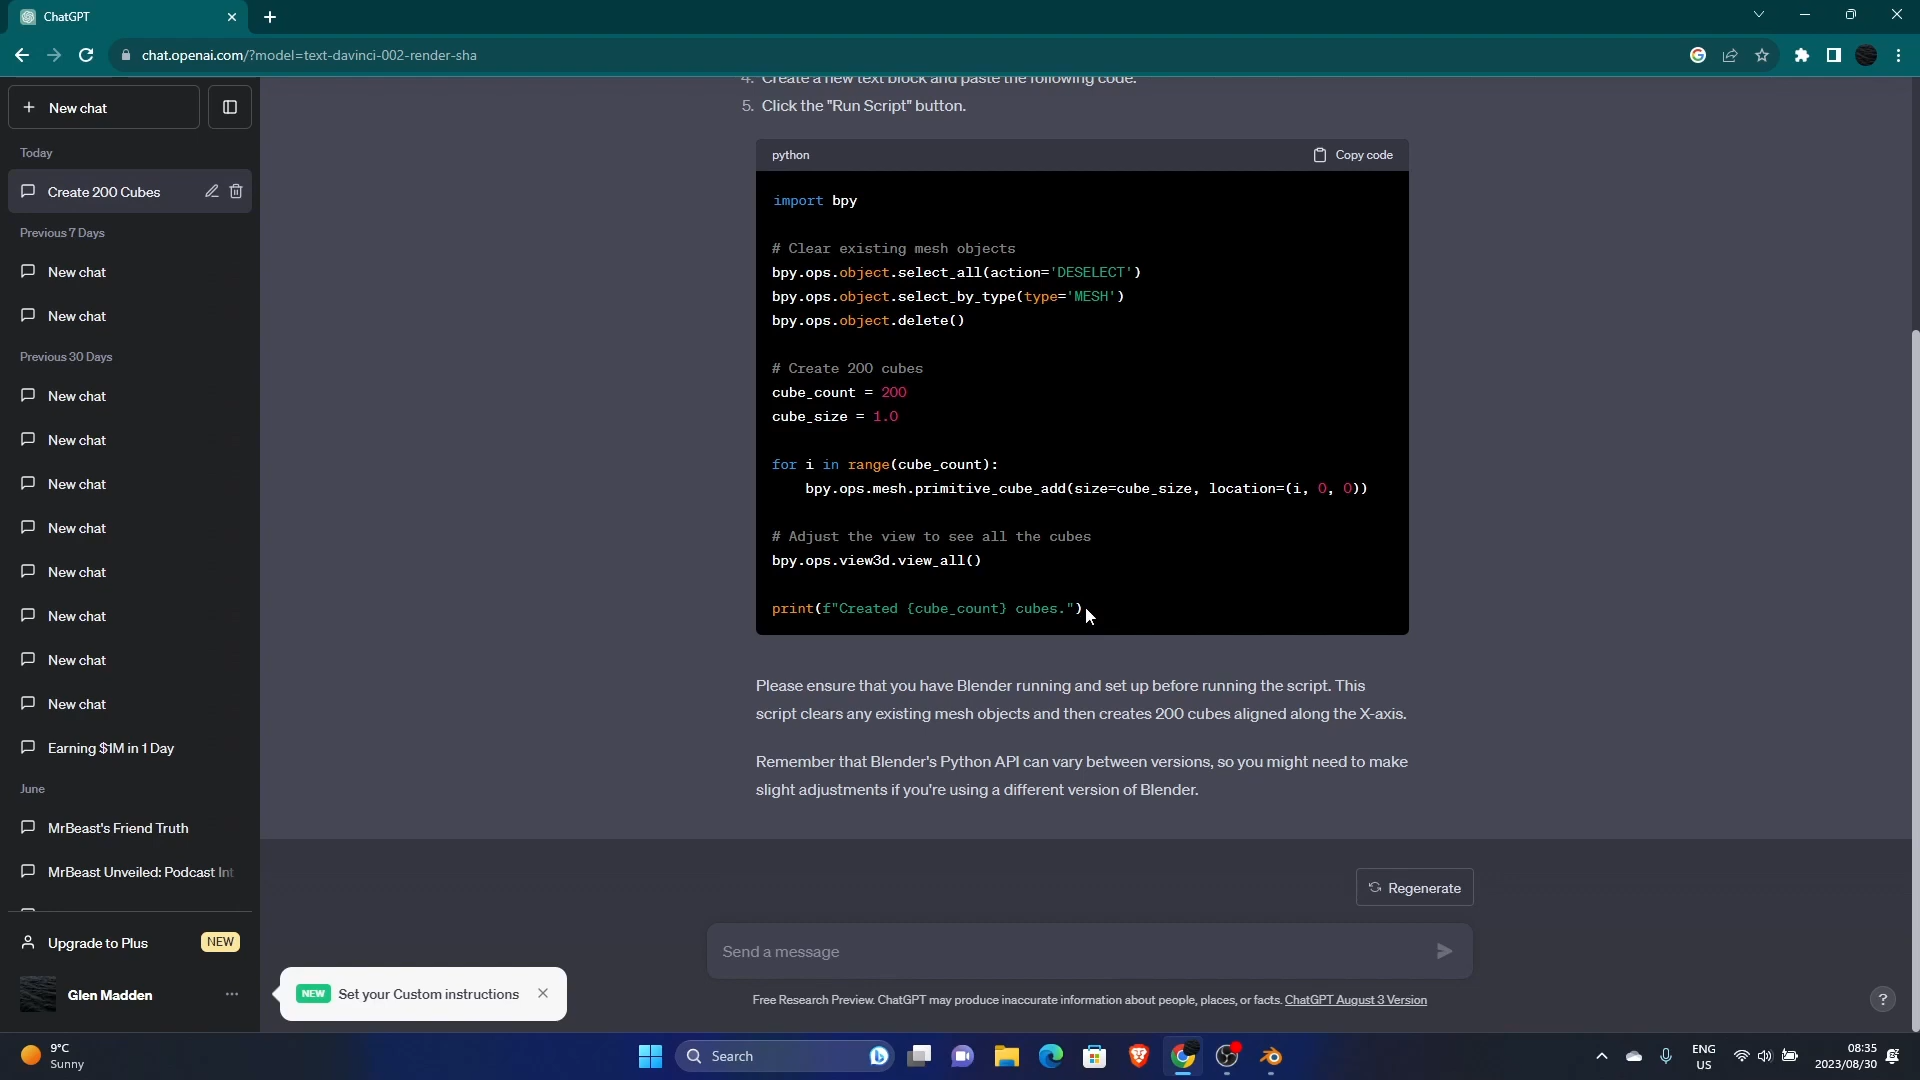 ChatGPT
chat.openai.com/?model=text-davinci-002-render-sha
New chat
Today
Create 200 Cubes
Previous 7 Days
New chat
New chat
Previous 30 Days
New chat
New chat
New chat
New chat
New chat
New chat
New chat
New chat
Earning $1M in 1 Day
June
MrBeast's Friend Truth
MrBeast Unveiled: Podcast Int
Upgrade to Plus NEW
Glen Madden
4. Create a new text block and paste the following code.
5. Click the "Run Script" button.
python Copy code
import bpy
# Clear existing mesh objects
bpy.ops.object.select_all(action='DESELECT')
bpy.ops.object.select_by_type(type='MESH')
bpy.ops.object.delete()
# Create 200 cubes
cube_count = 200
cube_size = 1.0
for i in range(cube_count):
    bpy.ops.mesh.primitive_cube_add(size=cube_size, location=(i, 0, 0))
# Adjust the view to see all the cubes
bpy.ops.view3d.view_all()
print(f"Created {cube_count} cubes.")
Please ensure that you have Blender running and set up before running the script. This
script clears any existing mesh objects and then creates 200 cubes aligned along the X-axis.
Remember that Blender's Python API can vary between versions, so you might need to make
slight adjustments if you're using a different version of Blender.
Regenerate
Send a message
NEW Set your Custom instructions
Free Research Preview. ChatGPT may produce inaccurate information about people, places, or facts. ChatGPT August 3 Version
?
9°C
Sunny
Search
ENG
US
08:35
2023/08/30